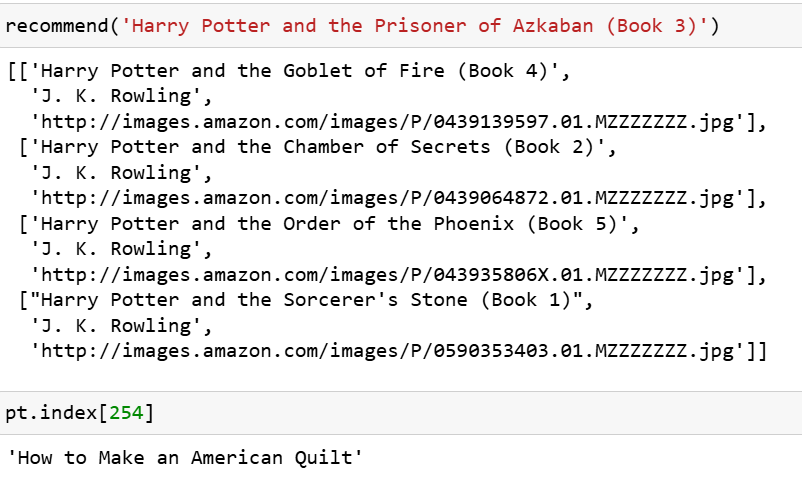 recommend('Harry Potter and the Prisoner of Azkaban (Book 3)')
[['Harry Potter and the Goblet of Fire (Book 4)',
'J. K. Rowling',
'http://images.amazon.com/images/P/0439139597.01.MZZZZZZZ.jpg'],
['Harry Potter and the Chamber of Secrets (Book 2)',
'J. K. Rowling',
'http://images.amazon.com/images/P/0439064872.01.MZZZZZZZ.jpg'],
['Harry Potter and the Order of the Phoenix (Book 5)',
'J. K. Rowling',
'http://images.amazon.com/images/P/043935806X.01.MZZZZZZZ.jpg'],
["Harry Potter and the Sorcerer's Stone (Book 1)",
'J. K. Rowling',
'http://images.amazon.com/images/P/0590353403.01.MZZZZZZZ.jpg']]
pt.index[254]
'How to Make an American Quilt'